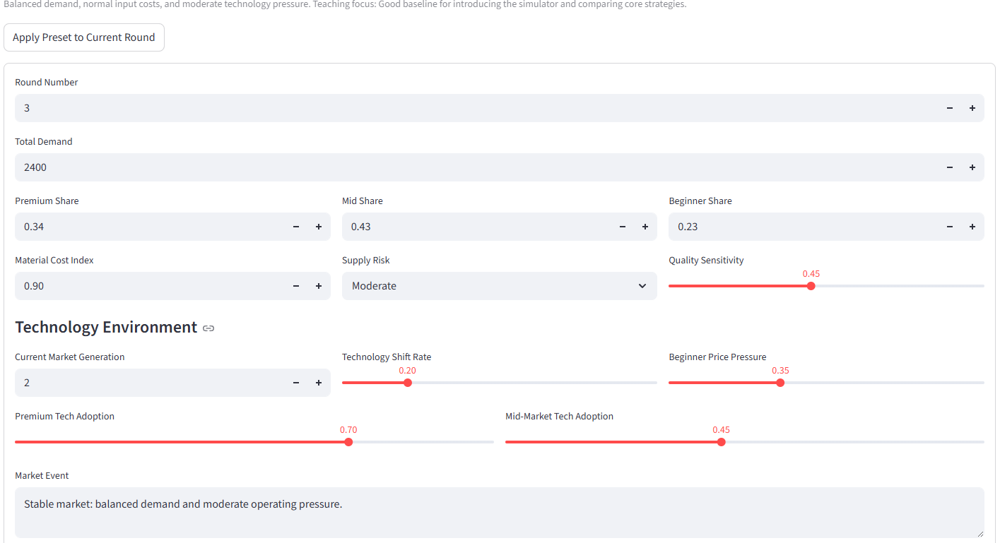 Balanced demand, normal input costs, and moderate technology pressure. Teaching focus: Good baseline for introducing the simulator and comparing core strategies.
Apply Preset to Current Round
Round Number
3
Total Demand
2400
Premium Share
Mid Share
Beginner Share
0.34
0.43
0.23
Material Cost Index
Supply Risk
Quality Sensitivity
0.45
0.90
Moderate
Technology Environment
Current Market Generation
Technology Shift Rate
Beginner Price Pressure
0.20
0.35
2
Premium Tech Adoption
Mid-Market Tech Adoption
0.70
0.45
Market Event
Stable market: balanced demand and moderate operating pressure.